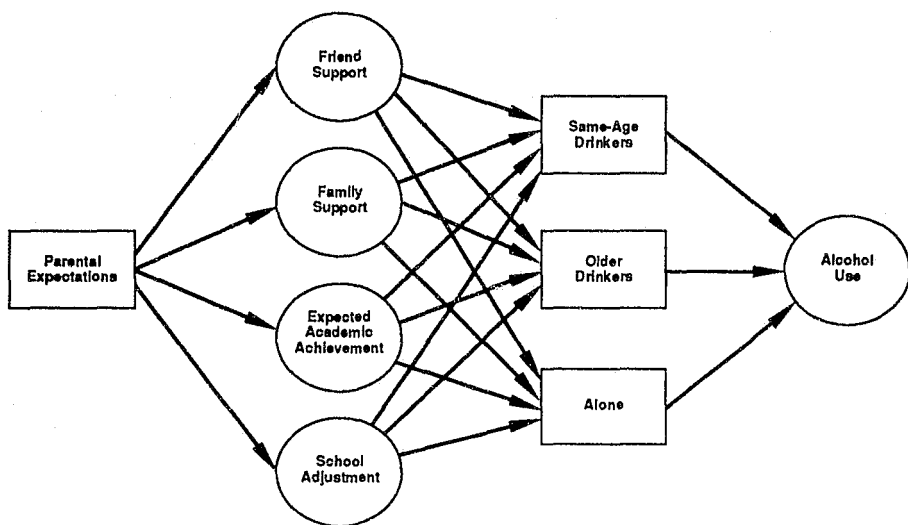 Friend
Support
Same-Age
Drinkers
Family
Support
Parental
Expectations
Older
Drinkers
Alcohol
Use
Expected
Academic
Achievement
Alone
School
Adjustment